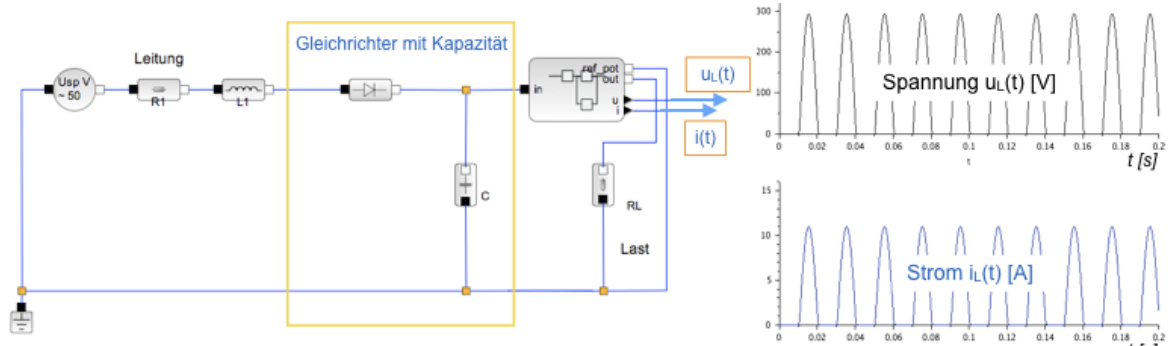 Leitung
Gleichrichter mit Kapazität
Usp V
~ 50
R1
L1
C
in
ref_pot
out
u
i
uL(t)
i(t)
RL
Last
300
200
100
0
Spannung uL(t) [V]
0 0.02 0.04 0.06 0.08 0.1 0.12 0.14 0.16 0.18 0.2
t
t [s]
15
10
5
0
Strom iL(t) [A]
0 0.02 0.04 0.06 0.08 0.1 0.12 0.14 0.16 0.18 0.2
t [s]